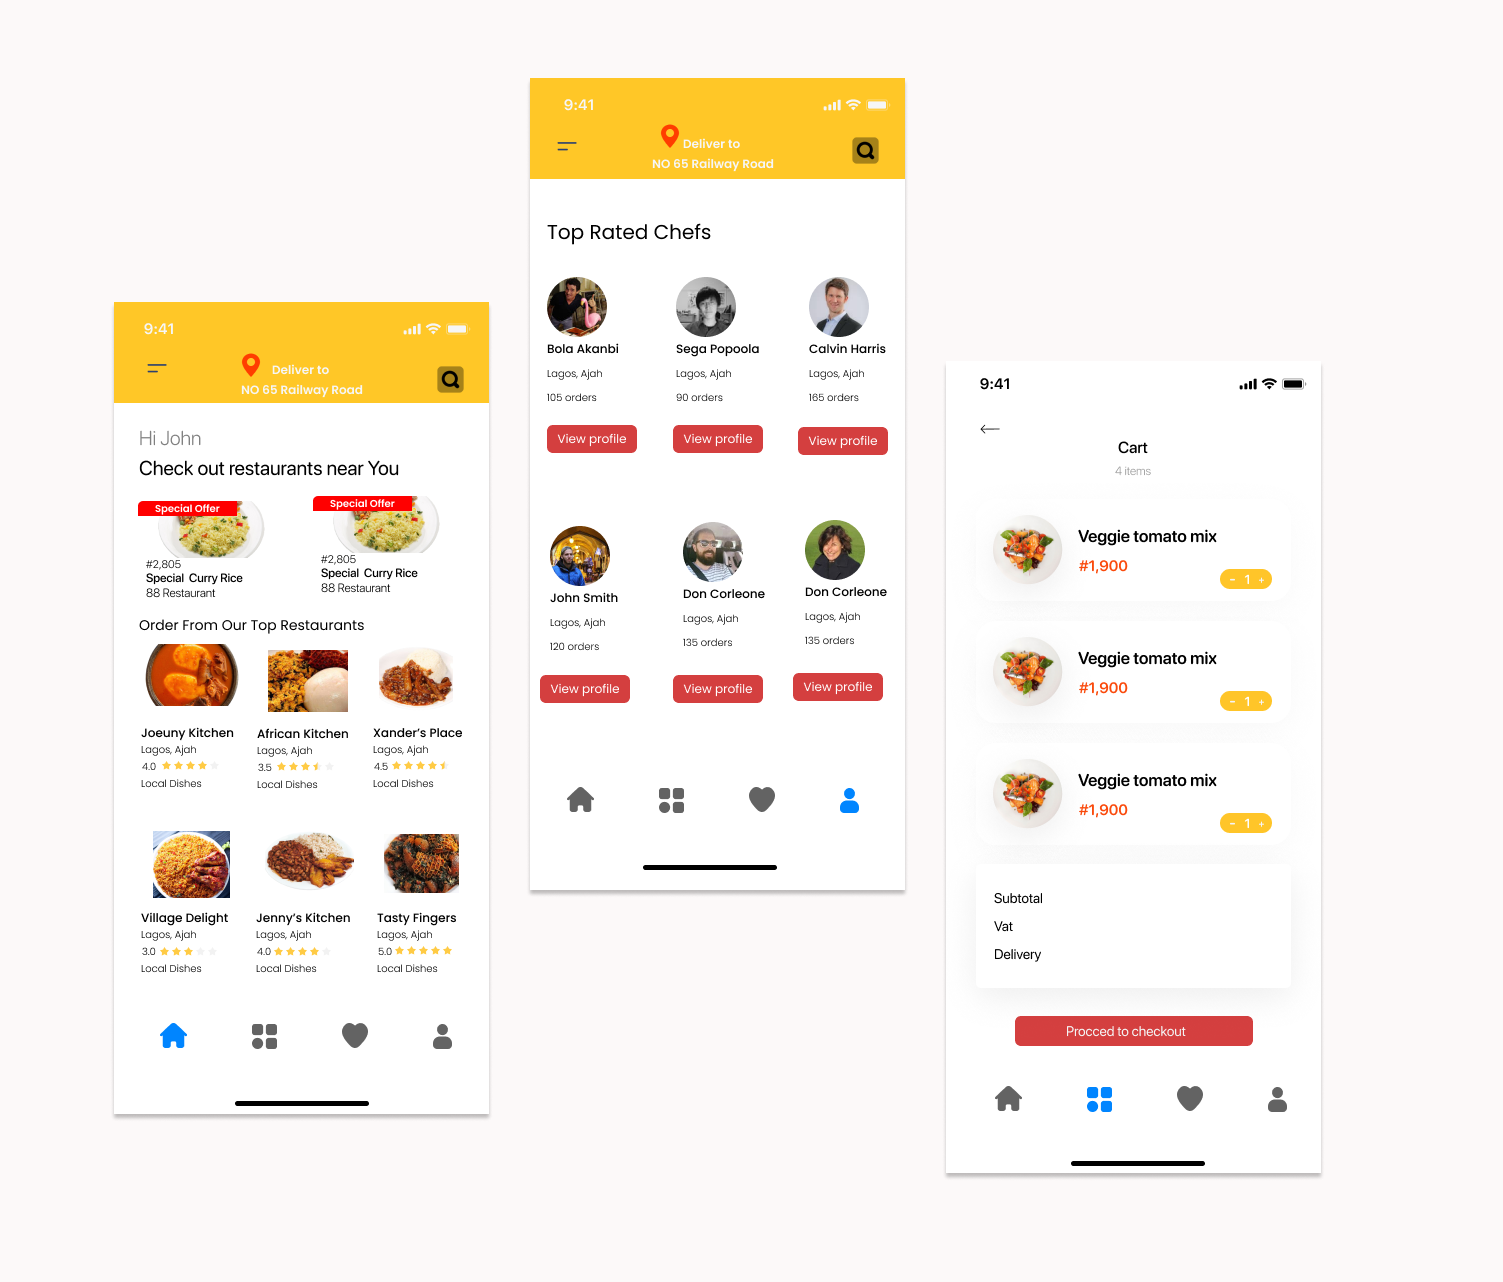 9:41
Deliver to
NO 65 Railway Road
Hi John
Check out restaurants near You
Special Offer
Special Offer
#2,805
Special Curry Rice
88 Restaurant
#2,805
Special Curry Rice
88 Restaurant
Order From Our Top Restaurants
Joeuny Kitchen
Lagos, Ajah
4.0
Local Dishes
African Kitchen
Lagos, Ajah
3.5
Local Dishes
Xander's Place
Lagos, Ajah
4.5
Local Dishes
Village Delight
Lagos, Ajah
3.0
Local Dishes
Jenny's Kitchen
Lagos, Ajah
4.0
Local Dishes
Tasty Fingers
Lagos, Ajah
5.0
Local Dishes
9:41
Deliver to
NO 65 Railway Road
Top Rated Chefs
Bola Akanbi
Lagos, Ajah
105 orders
View profile
Sega Popoola
Lagos, Ajah
90 orders
View profile
Calvin Harris
Lagos, Ajah
165 orders
View profile
John Smith
Lagos, Ajah
120 orders
View profile
Don Corleone
Lagos, Ajah
135 orders
View profile
Don Corleone
Lagos, Ajah
135 orders
View profile
9:41
Cart
4 items
Veggie tomato mix
#1,900
- 1 +
Veggie tomato mix
#1,900
- 1 +
Veggie tomato mix
#1,900
- 1 +
Subtotal
Vat
Delivery
Procced to checkout